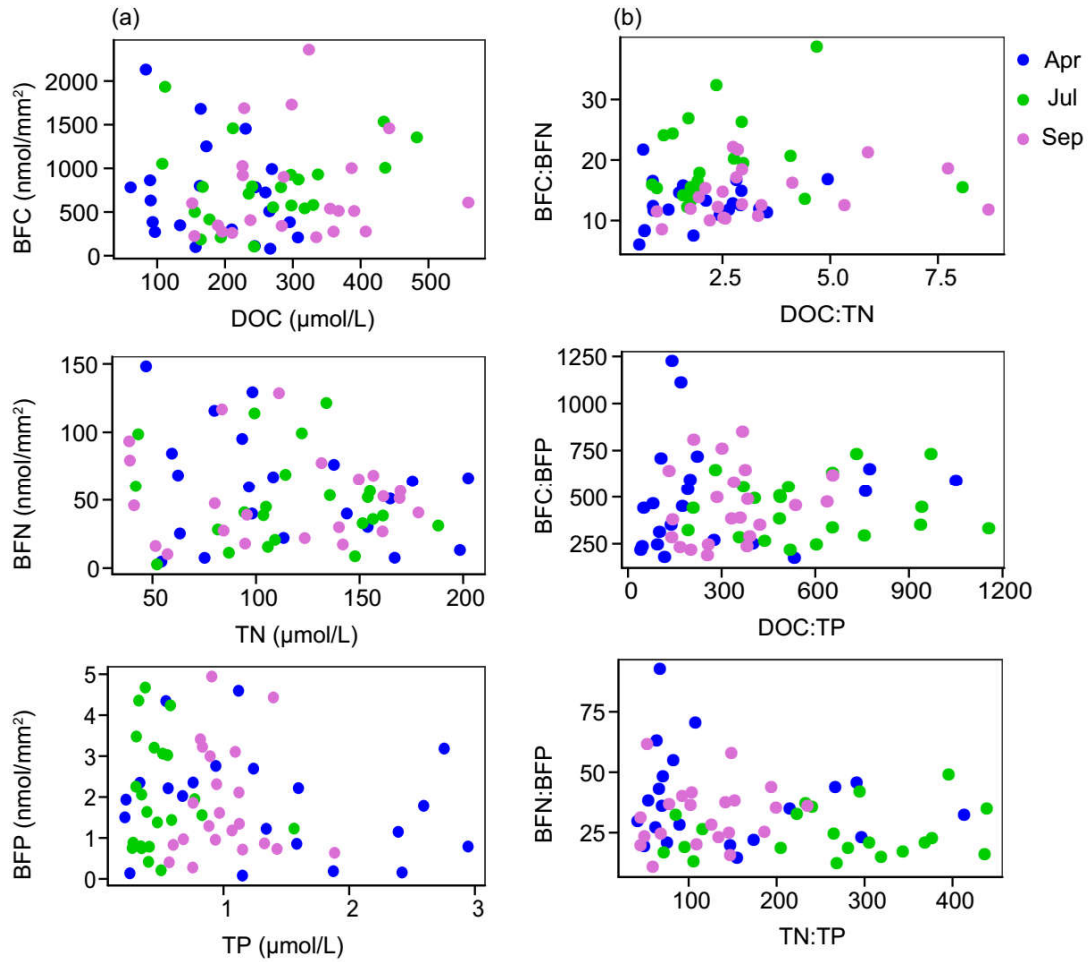 (a)
(b)
BFC (nmol/mm²)
2000
1500
1000
500
0
100
200
300
400
500
DOC (µmol/L)
BFC:BFN
30
20
10
2.5
5.0
7.5
DOC:TN
Apr
Jul
Sep
BFN (nmol/mm²)
150
100
50
0
50
100
150
200
TN (µmol/L)
BFC:BFP
1250
1000
750
500
250
0
300
600
900
1200
DOC:TP
BFP (nmol/mm²)
5
4
3
2
1
0
1
2
3
TP (µmol/L)
BFN:BFP
75
50
25
100
200
300
400
TN:TP